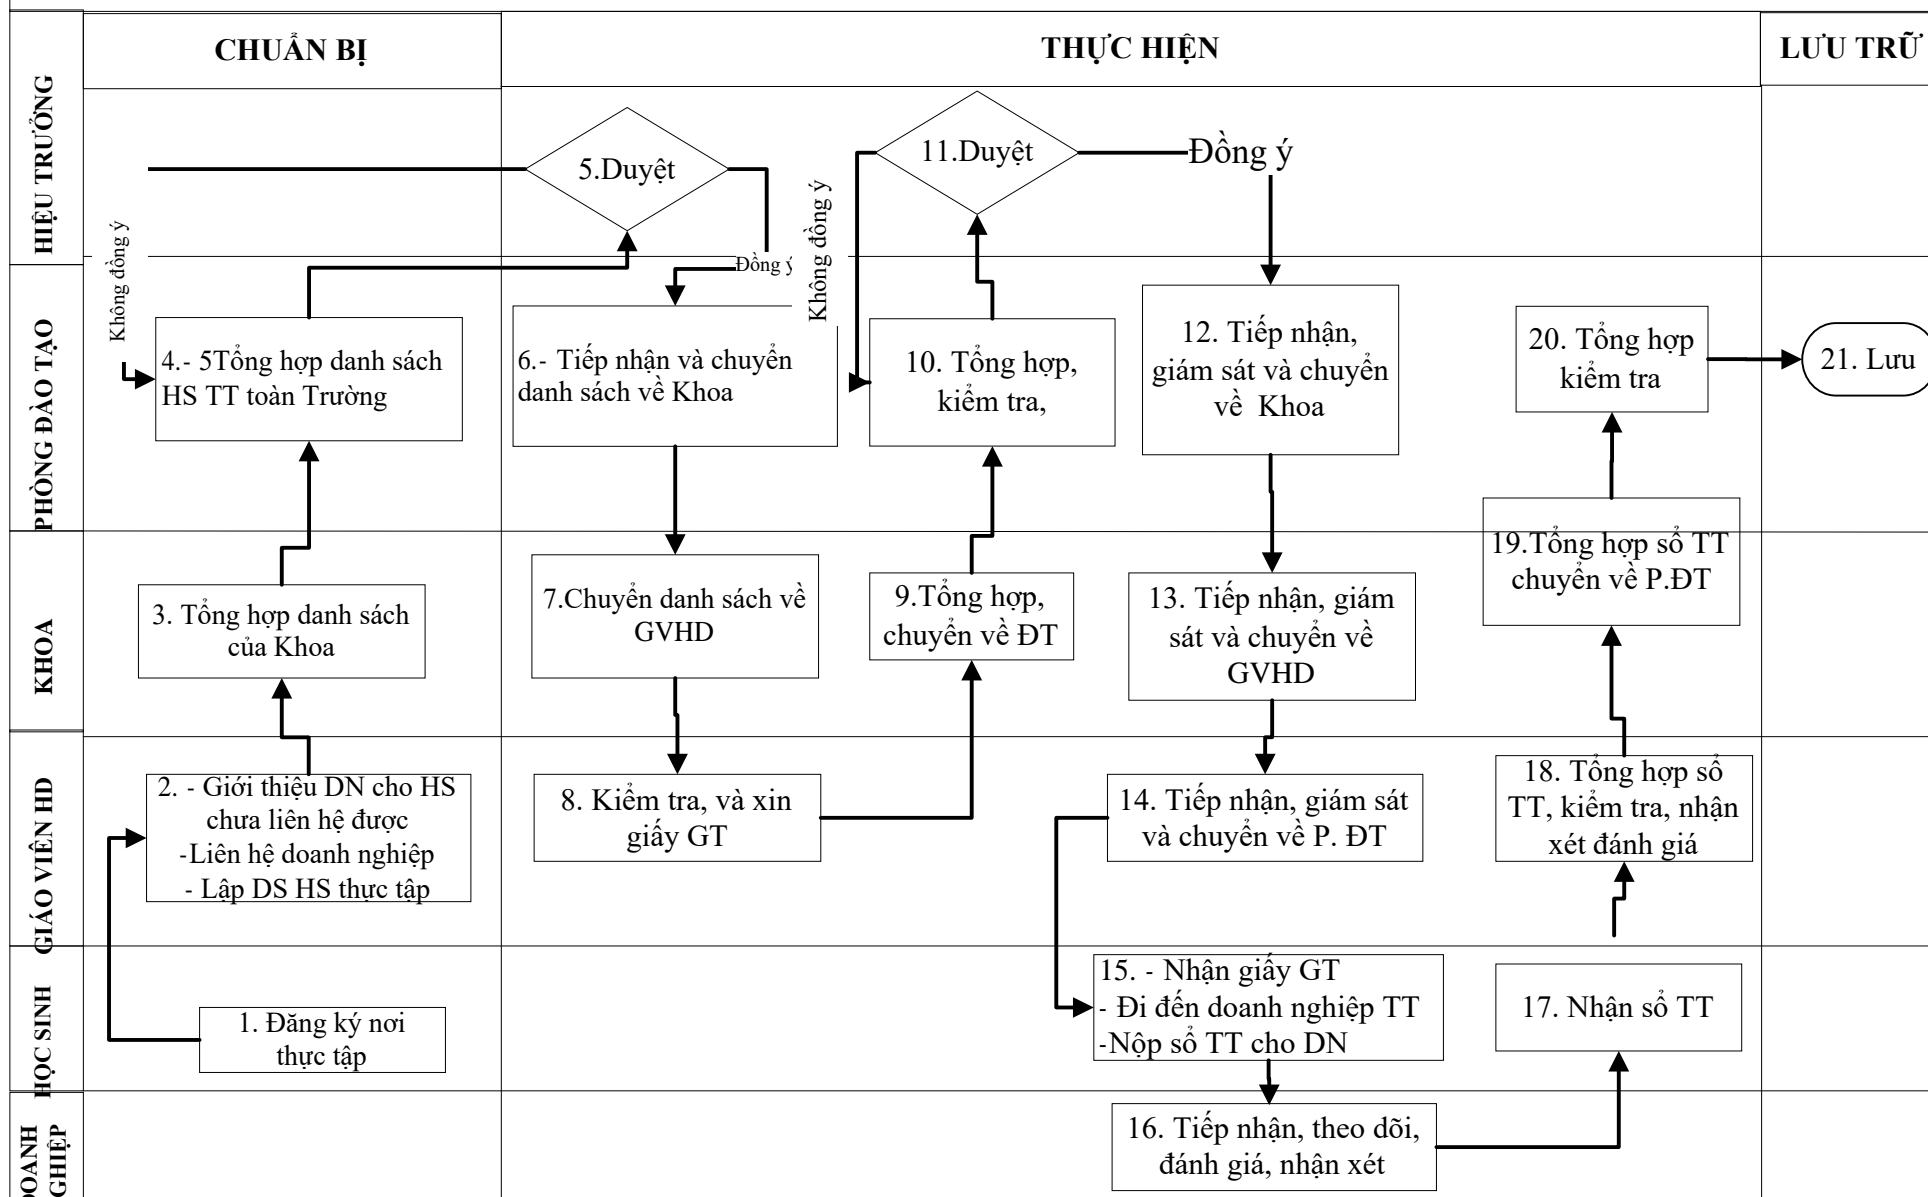 CHUẨN BỊ
THỰC HIỆN
LƯU TRỮ
HIỆU TRƯỞNG
5.Duyệt
11.Duyệt
Đồng ý
Không đồng ý
Đồng ý
Không đồng ý
PHÒNG ĐÀO TẠO
4.- 5Tổng hợp danh sách
HS TT toàn Trường
6.- Tiếp nhận và chuyển
danh sách về Khoa
10. Tổng hợp,
kiểm tra,
12. Tiếp nhận,
giám sát và chuyển
về Khoa
20. Tổng hợp
kiểm tra
21. Lưu
KHOA
3. Tổng hợp danh sách
của Khoa
7.Chuyển danh sách về
GVHD
9.Tổng hợp,
chuyển về ĐT
13. Tiếp nhận, giám
sát và chuyển về
GVHD
19.Tổng hợp sổ TT
chuyển về P.ĐT
GIÁO VIÊN HD
2. - Giới thiệu DN cho HS
chưa liên hệ được
-Liên hệ doanh nghiệp
- Lập DS HS thực tập
8. Kiểm tra, và xin
giấy GT
14. Tiếp nhận, giám sát
và chuyển về P. ĐT
18. Tổng hợp sổ
TT, kiểm tra, nhận
xét đánh giá
HỌC SINH
1. Đăng ký nơi
thực tập
15. - Nhận giấy GT
- Đi đến doanh nghiệp TT
-Nộp sổ TT cho DN
17. Nhận sổ TT
OANH
GHIỆP
16. Tiếp nhận, theo dõi,
đánh giá, nhận xét